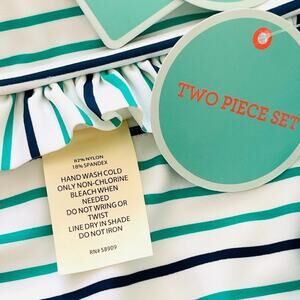 TWO PIECE SET
82% NYLON
18% SPANDEX
HAND WASH COLD
ONLY NON-CHLORINE
BLEACH WHEN
NEEDED
DO NOT WRING OR
TWIST
LINE DRY IN SHADE
DO NOT IRON
RN# 58909